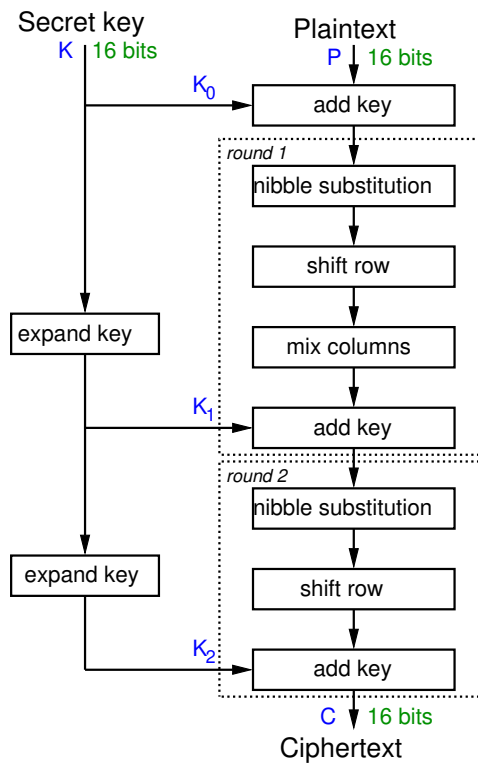 Secret key
Plaintext
K 16 bits
P 16 bits
K0
add key
round 1
nibble substitution
shift row
expand key
mix columns
K1
add key
round 2
nibble substitution
expand key
shift row
K2
add key
C 16 bits
Ciphertext